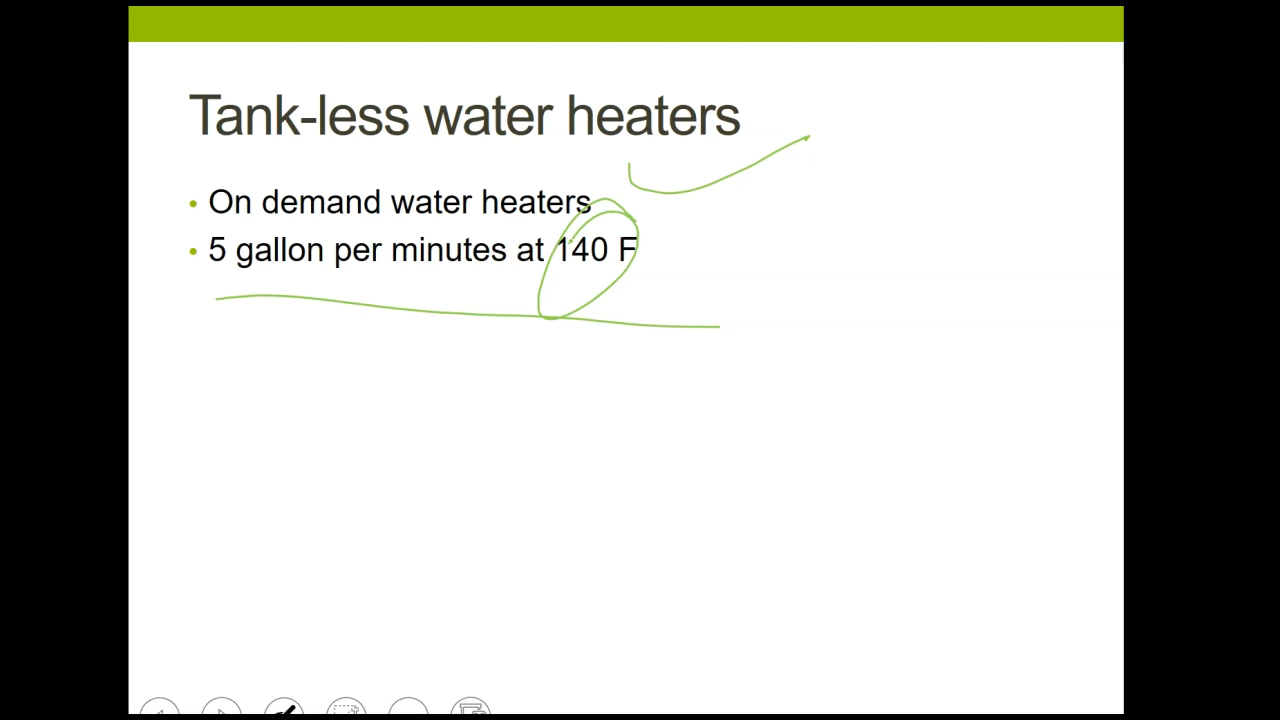 Tank-less water heaters
• On demand water heaters
• 5 gallon per minutes at 140 F